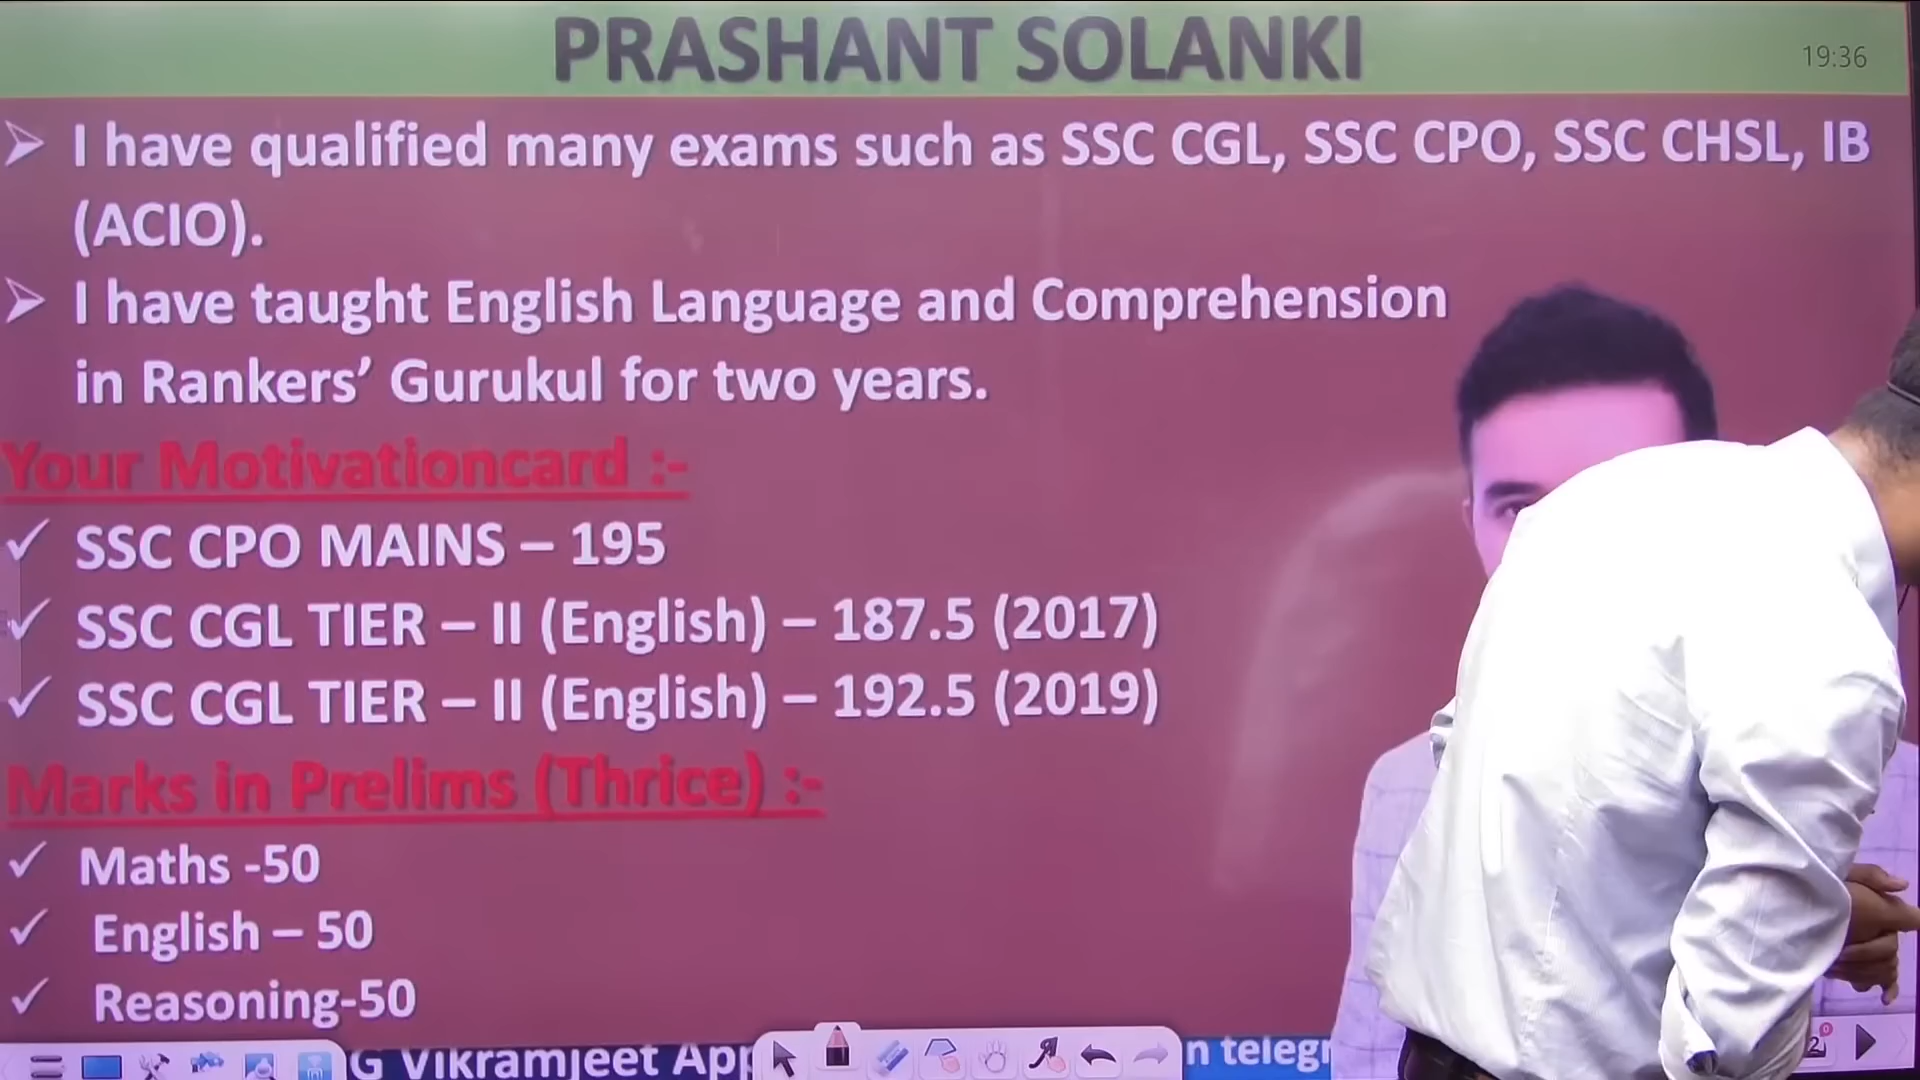 PRASHANT SOLANKI
19:36
➢ I have qualified many exams such as SSC CGL, SSC CPO, SSC CHSL, IB
(ACIO).
➢ I have taught English Language and Comprehension
in Rankers’ Gurukul for two years.
Your Motivationcard :-
✓ SSC CPO MAINS – 195
✓ SSC CGL TIER – II (English) – 187.5 (2017)
✓ SSC CGL TIER – II (English) – 192.5 (2019)
Marks in Prelims (Thrice) :-
✓ Maths -50
✓ English – 50
✓ Reasoning-50
G Vikramjeet App
n telegr
2
0